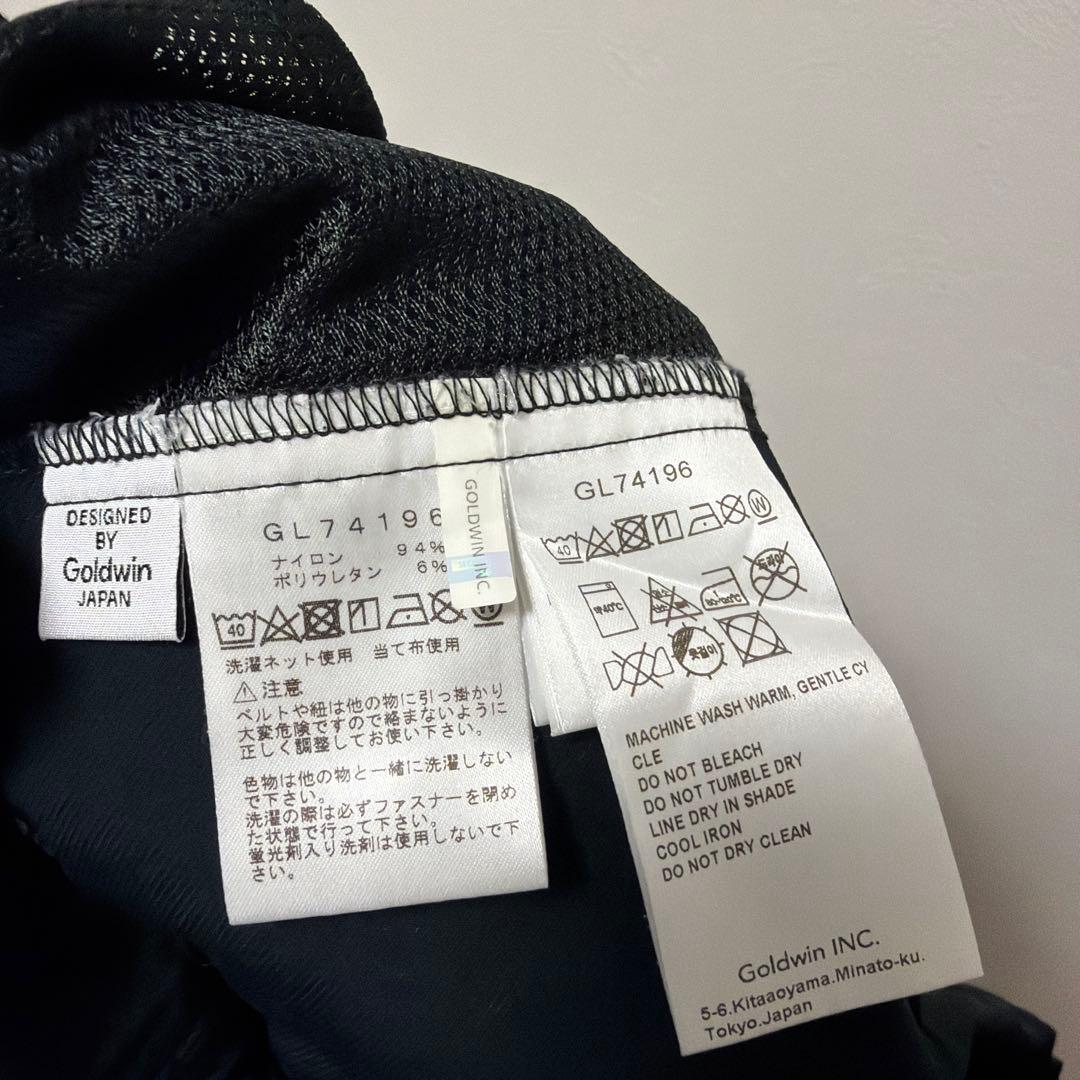 DESIGNED
BY
Goldwin
JAPAN
GL74196
ナイロン 94%
ポリウレタン 6%
40
W
洗濯ネット使用 当て布使用
注意
ベルトや紐は他の物に引っ掛かり
大変危険ですので絡まないように
正しく調整してお使い下さい。
色物は他の物と一緒に洗濯しない
で下さい。
洗濯の際は必ずファスナーを閉め
た状態で行って下さい。
蛍光剤入り洗剤は使用しないで下
さい。
GOLDWIN INC.
GL74196
40
W
약40℃
드라이
MACHINE WASH WARM, GENTLE CY
CLE
DO NOT BLEACH
DO NOT TUMBLE DRY
LINE DRY IN SHADE
COOL IRON
DO NOT DRY CLEAN
Goldwin INC.
5-6.Kitaaoyama.Minato-ku.
Tokyo.Japan